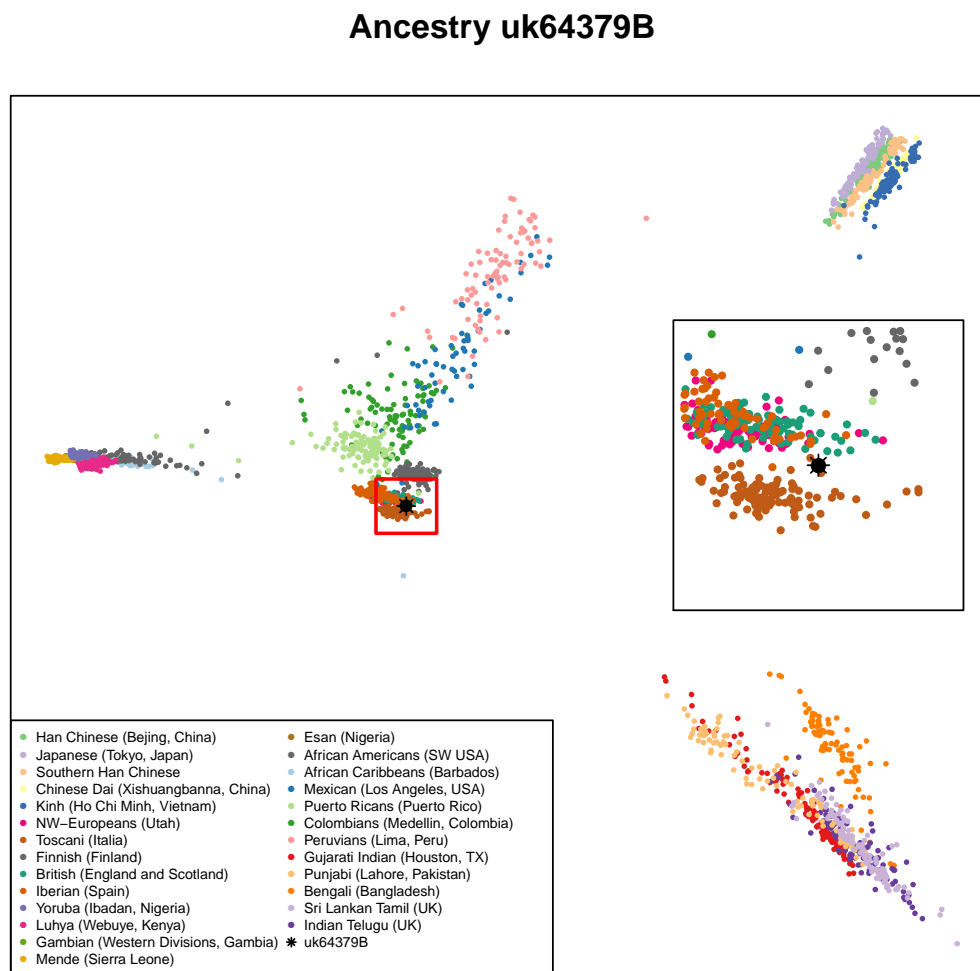 Ancestry uk64379B
Han Chinese (Bejing, China)
Japanese (Tokyo, Japan)
Southern Han Chinese
Chinese Dai (Xishuangbanna, China)
Kinh (Ho Chi Minh, Vietnam)
NW−Europeans (Utah)
Toscani (Italia)
Finnish (Finland)
British (England and Scotland)
Iberian (Spain)
Yoruba (Ibadan, Nigeria)
Luhya (Webuye, Kenya)
Gambian (Western Divisions, Gambia)
Mende (Sierra Leone)
Esan (Nigeria)
African Americans (SW USA)
African Caribbeans (Barbados)
Mexican (Los Angeles, USA)
Puerto Ricans (Puerto Rico)
Colombians (Medellin, Colombia)
Peruvians (Lima, Peru)
Gujarati Indian (Houston, TX)
Punjabi (Lahore, Pakistan)
Bengali (Bangladesh)
Sri Lankan Tamil (UK)
Indian Telugu (UK)
uk64379B